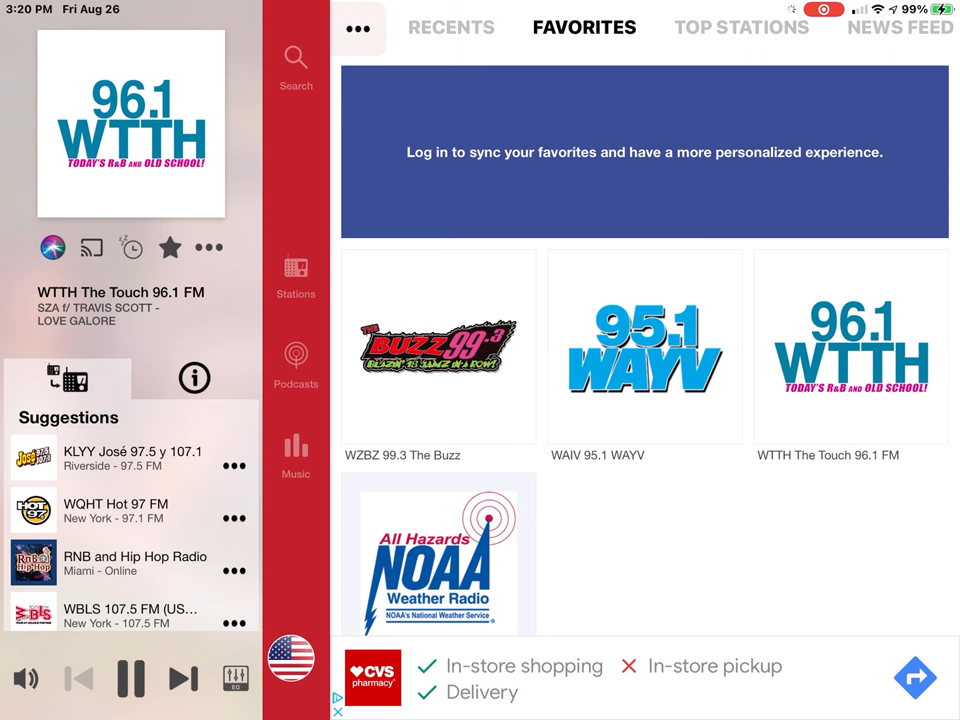 3:20 PM Fri Aug 26
99%
96.1
WTTH
TODAY'S R&B AND OLD SCHOOL!
WTTH The Touch 96.1 FM
SZA f/ TRAVIS SCOTT -
LOVE GALORE
Suggestions
KLYY José 97.5 y 107.1
Riverside - 97.5 FM
WQHT Hot 97 FM
New York - 97.1 FM
RNB and Hip Hop Radio
Miami - Online
WBLS 107.5 FM (US...
New York - 107.5 FM
EQ
Search
Stations
Podcasts
Music
RECENTS FAVORITES TOP STATIONS NEWS FEED
Log in to sync your favorites and have a more personalized experience.
THE
BUZZ 99.3
BLAZIN' 18 JAMZ IN A ROW!
WZBZ 99.3 The Buzz
95.1
WAYV
WAIV 95.1 WAYV
96.1
WTTH
TODAY'S R&B AND OLD SCHOOL!
WTTH The Touch 96.1 FM
All Hazards
NOAA
Weather Radio
NOAA's National Weather Service
CVS
pharmacy
In-store shopping In-store pickup
Delivery